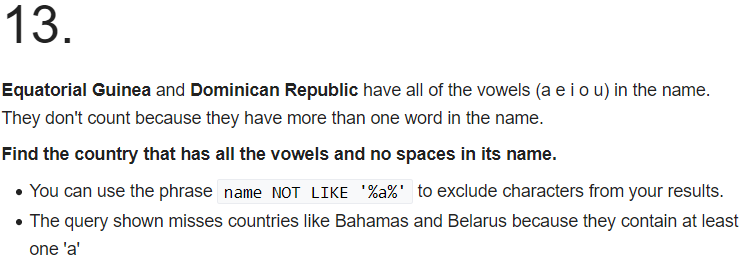 13.
Equatorial Guinea and Dominican Republic have all of the vowels (a e i o u) in the name.
They don't count because they have more than one word in the name.
Find the country that has all the vowels and no spaces in its name.
• You can use the phrase name NOT LIKE '%a%' to exclude characters from your results.
• The query shown misses countries like Bahamas and Belarus because they contain at least
one 'a'